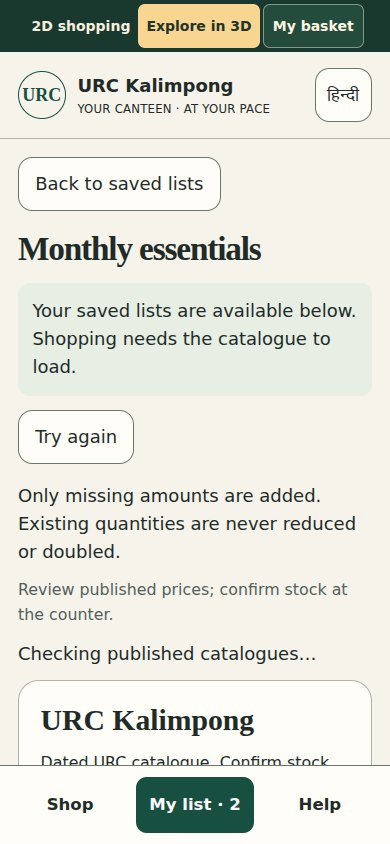 2D shopping Explore in 3D My basket
URC URC Kalimpong
YOUR CANTEEN · AT YOUR PACE
हिन्दी
Back to saved lists
Monthly essentials
Your saved lists are available below.
Shopping needs the catalogue to
load.
Try again
Only missing amounts are added.
Existing quantities are never reduced
or doubled.
Review published prices; confirm stock at
the counter.
Checking published catalogues…
URC Kalimpong
Dated URC catalogue. Confirm stock
Shop My list · 2 Help